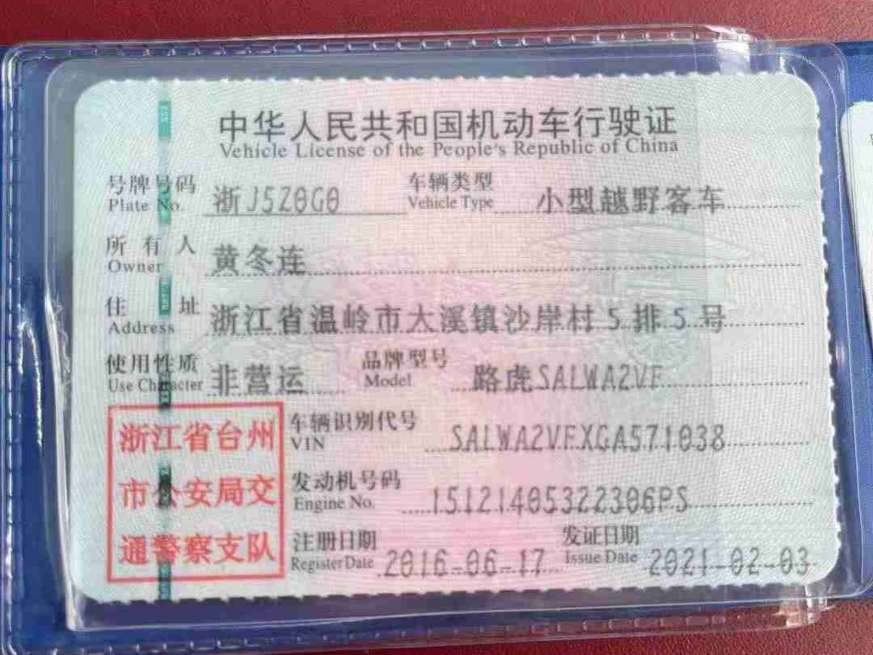 中华人民共和国机动车行驶证
Vehicle License of the People's Republic of China
号牌号码 浙J5Z0G0 车辆类型 小型越野客车
Plate No. Vehicle Type
所有人 黄冬连
Owner
住址 浙江省温岭市大溪镇沙岸村5排5号
Address
使用性质 非营运 品牌型号 路虎SALWA2VF
Use Character Model
浙江省台州
市公安局交
通警察支队
车辆识别代号 SALWA2VFXGA571038
VIN
发动机号码 15121405322306PS
Engine No.
注册日期 2016-06-17 发证日期 2021-02-03
Register Date Issue Date